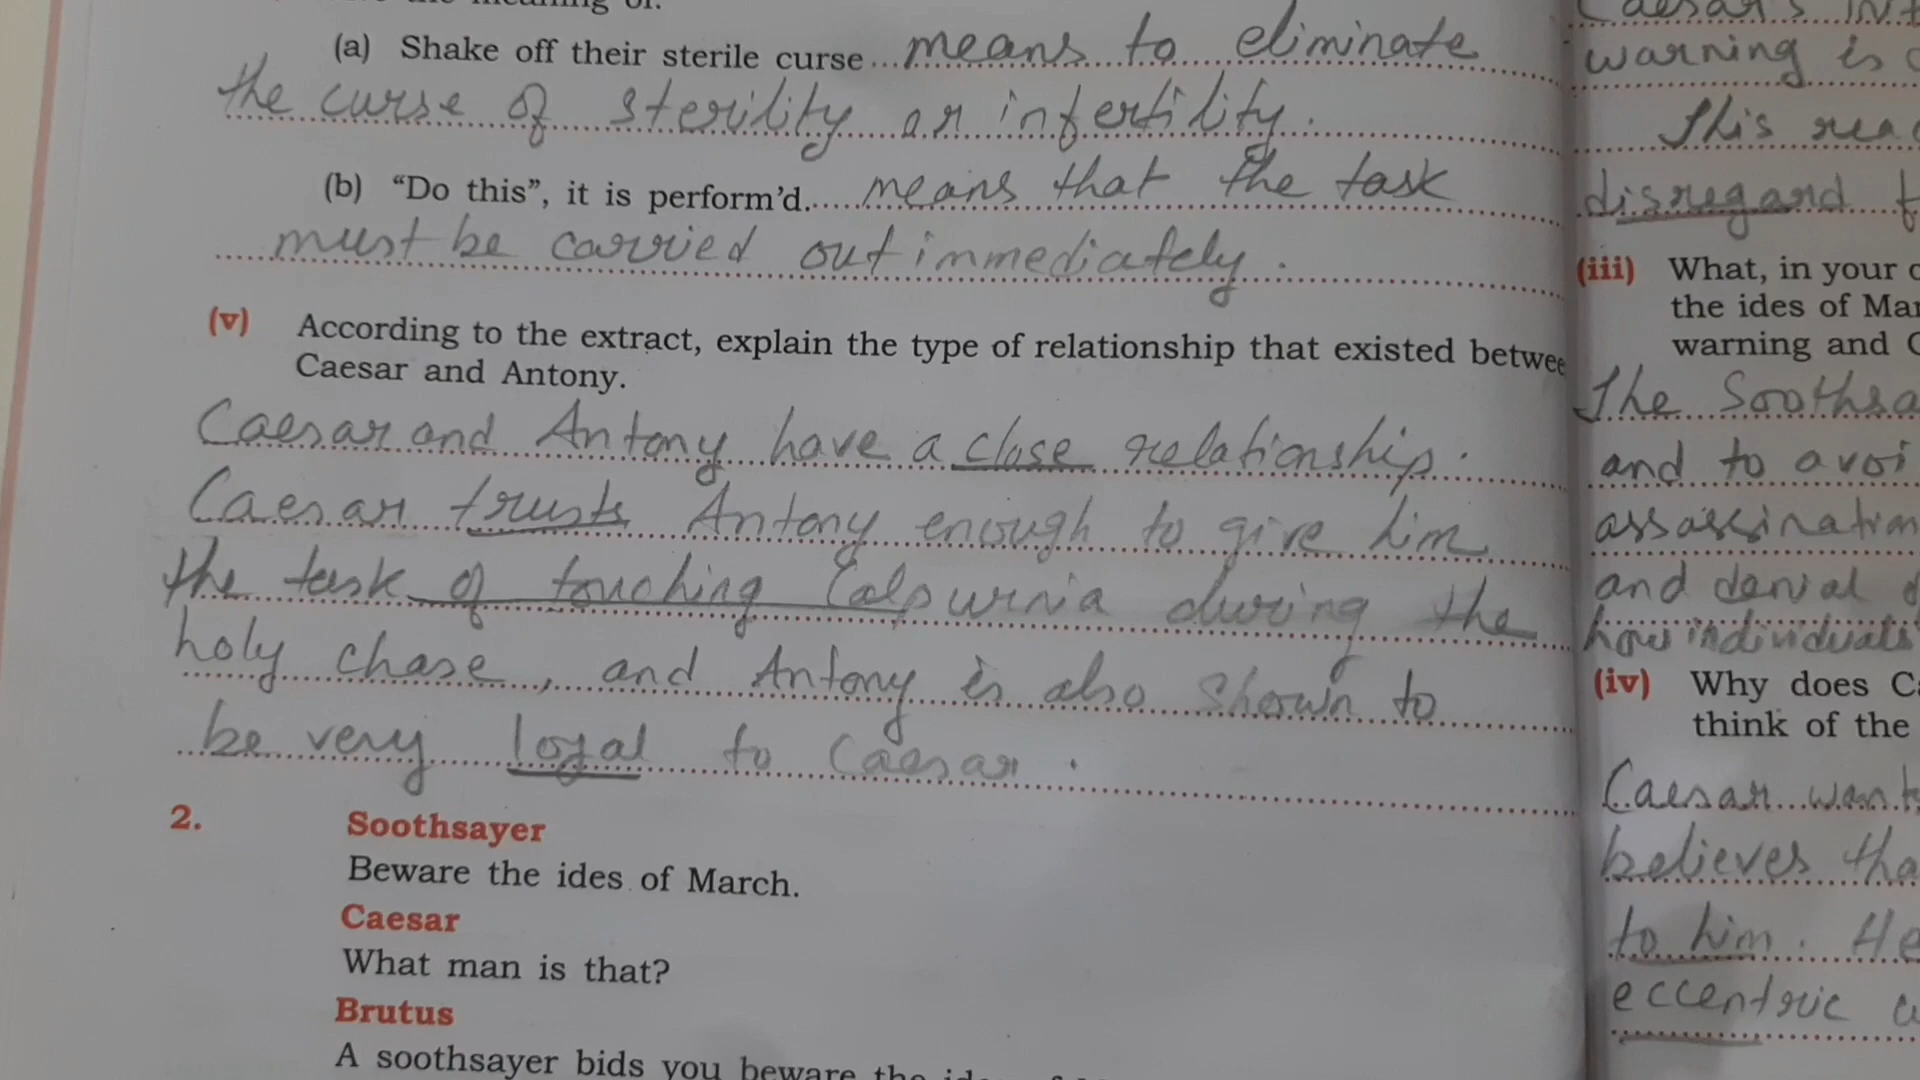 (a) Shake off their sterile curse means to eliminate
the curse of sterility or infertility.
(b) "Do this", it is perform'd. means that the task
must be carried out immediately.
(v) According to the extract, explain the type of relationship that existed betwee
Caesar and Antony.
Caesar and Antony have a close relationship.
Caesar trusts Antony enough to give him
the task of touching Calpurnia during the
holy chase, and Antony is also shown to
be very loyal to Caesar.
2. Soothsayer
Beware the ides of March.
Caesar
What man is that?
Brutus
A soothsayer bids you beware the
Caesar's
warning is
This
disregard
(iii) What, in your
the ides of Mar
warning and
The Soothsa
and to avoi
assassination
and denial
how individuals
(iv) Why does Ca
think of the
Caesar wants
believes tha
to him. He
eccentric